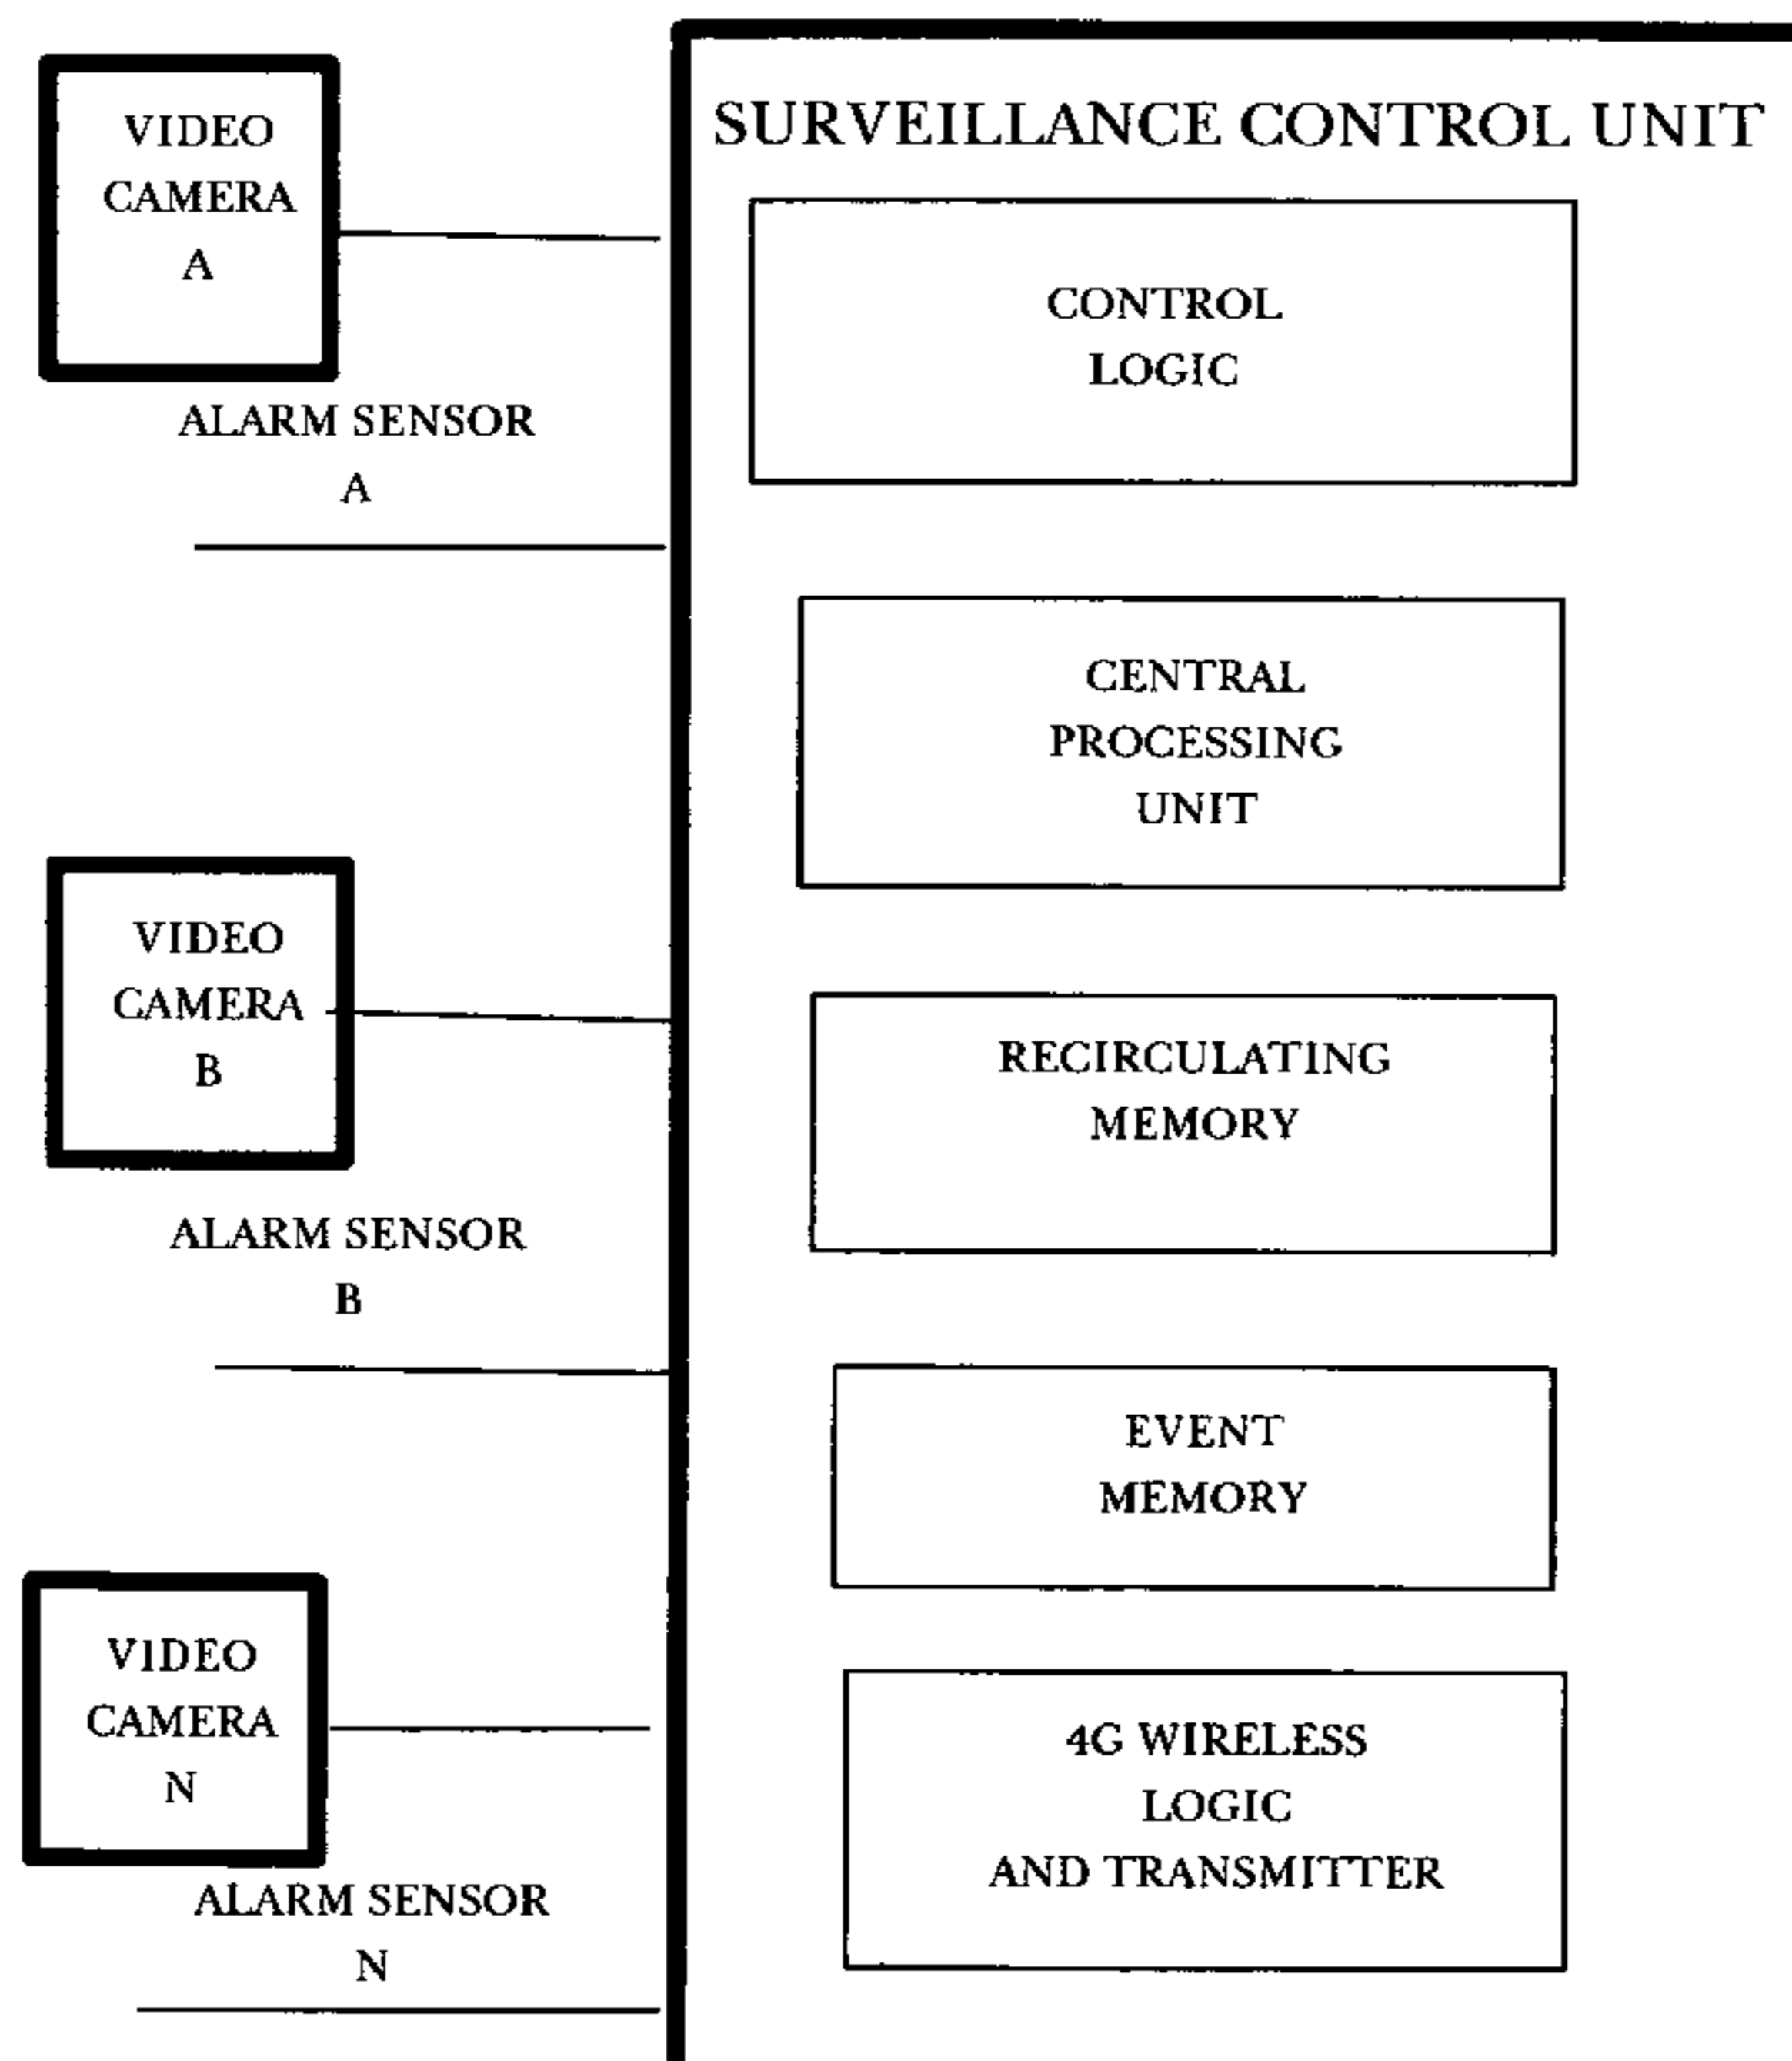 VIDEO
CAMERA
A
ALARM SENSOR
A
VIDEO
CAMERA
B
ALARM SENSOR
B
VIDEO
CAMERA
N
ALARM SENSOR
N
SURVEILLANCE CONTROL UNIT
CONTROL
LOGIC
CENTRAL
PROCESSING
UNIT
RECIRCULATING
MEMORY
EVENT
MEMORY
4G WIRELESS
LOGIC
AND TRANSMITTER